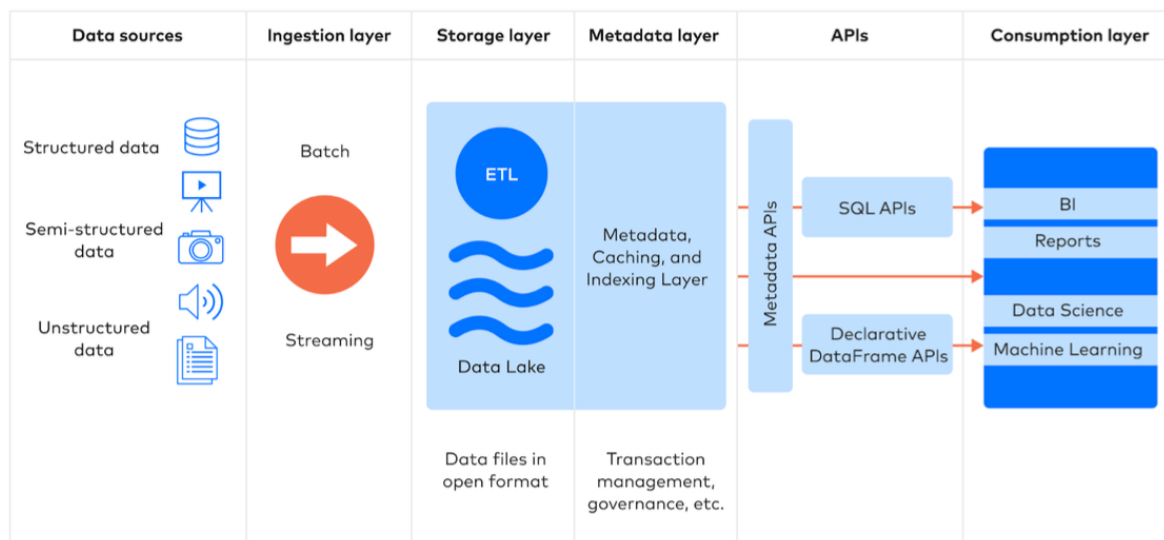 Data sources
Ingestion layer
Storage layer
Metadata layer
APIs
Consumption layer
Structured data
Semi-structured
data
Unstructured
data
Batch
Streaming
ETL
Data Lake
Data files in
open format
Metadata,
Caching, and
Indexing Layer
Transaction
management,
governance, etc.
Metadata APIs
SQL APIs
Declarative
DataFrame APIs
BI
Reports
Data Science
Machine Learning